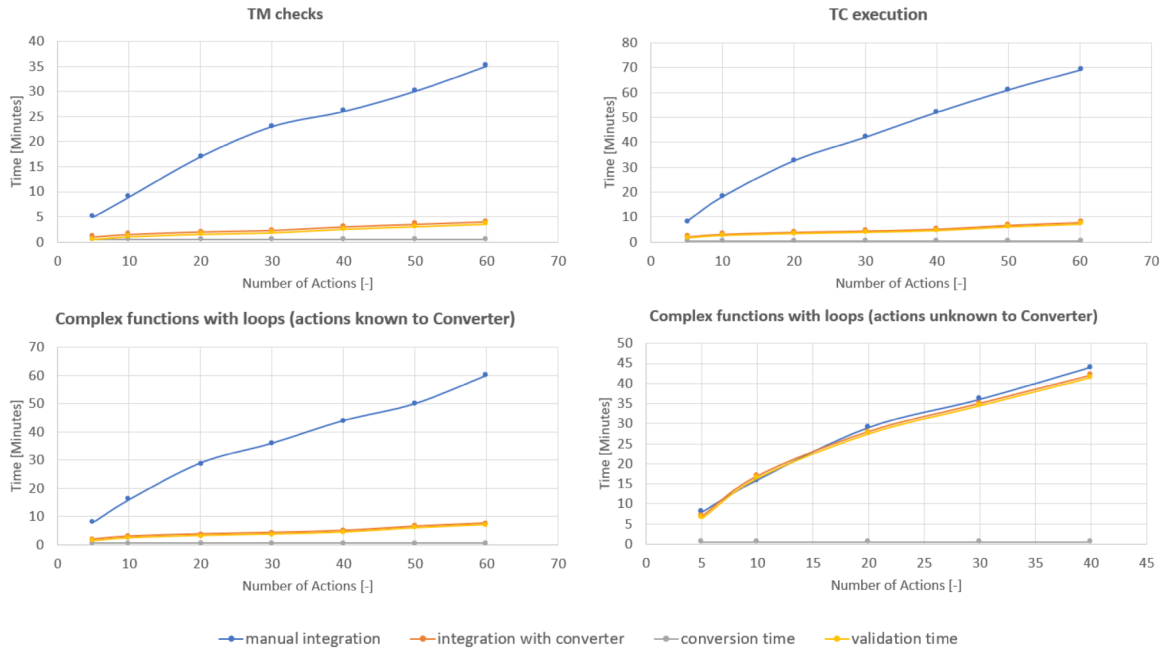 TM checks
40
35
30
25
20
15
10
5
0
Time [Minutes]
0 10 20 30 40 50 60 70
Number of Actions [-]
TC execution
80
70
60
50
40
30
20
10
0
Time [Minutes]
0 10 20 30 40 50 60 70
Number of Actions [-]
Complex functions with loops (actions known to Converter)
70
60
50
40
30
20
10
0
Time [Minutes]
0 10 20 30 40 50 60 70
Number of Actions [-]
Complex functions with loops (actions unknown to Converter)
50
45
40
35
30
25
20
15
10
5
0
Time [Minutes]
0 5 10 15 20 25 30 35 40 45
Number of Actions [-]
manual integration integration with converter conversion time validation time